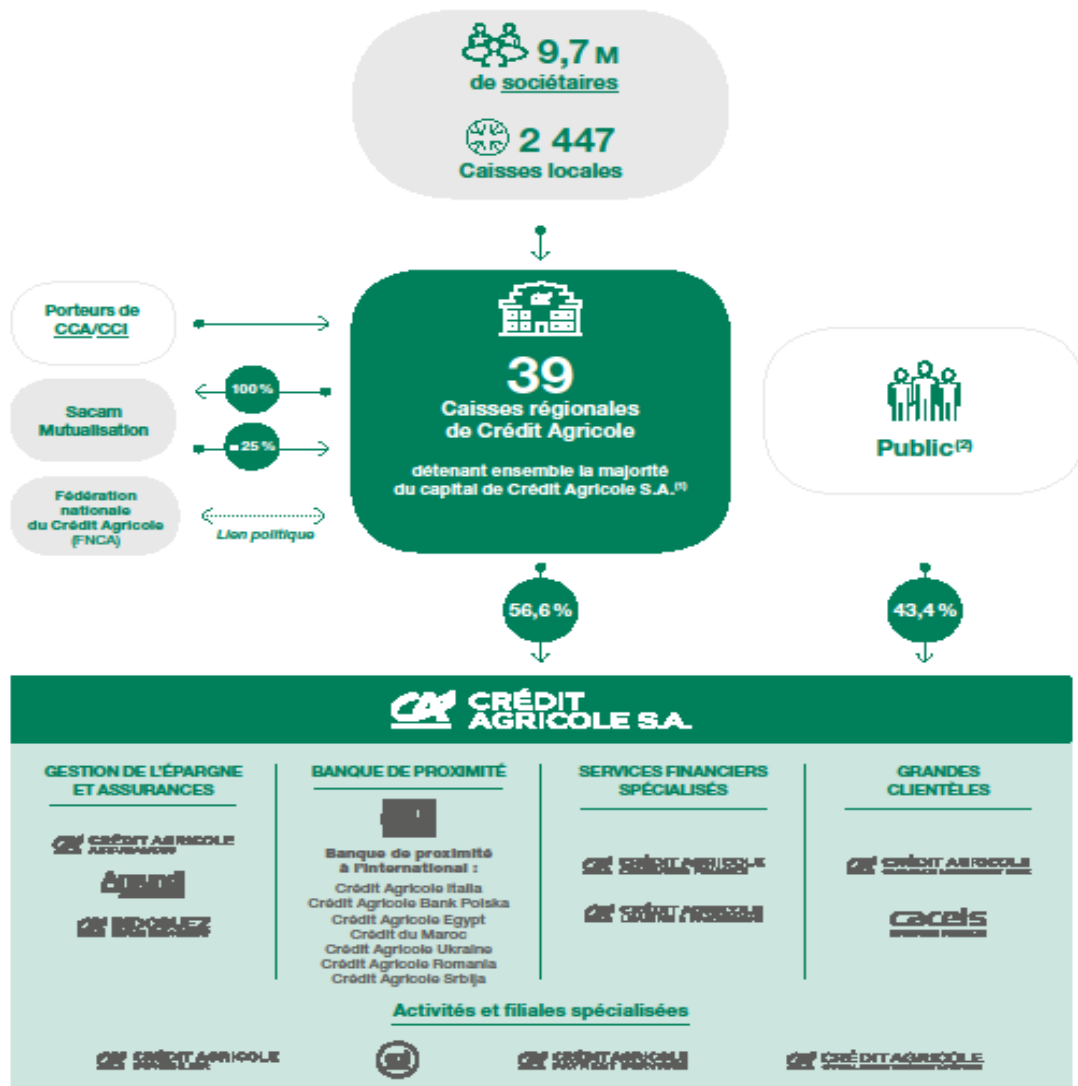 9,7 M
de sociétaires
2 447
Caisses locales
Porteurs de
CCA/CCI
100 %
Sacam
Mutualisation
≈ 25 %
Fédération
nationale
du Crédit Agricole
(FNCA)
Lien politique
39
Caisses régionales
de Crédit Agricole
détenant ensemble la majorité
du capital de Crédit Agricole S.A.(1)
Public(2)
56,6 %
43,4 %
CRÉDIT
AGRICOLE S.A.
GESTION DE L'ÉPARGNE
ET ASSURANCES
CRÉDIT AGRICOLE
ASSURANCES
Amundi
INDOSUEZ
BANQUE DE PROXIMITÉ
Banque de proximité
à l'international :
Crédit Agricole Italia
Crédit Agricole Bank Polska
Crédit Agricole Egypt
Crédit du Maroc
Crédit Agricole Ukraine
Crédit Agricole Romania
Crédit Agricole Srbija
SERVICES FINANCIERS
SPÉCIALISÉS
CRÉDIT AGRICOLE
CRÉDIT AGRICOLE
GRANDES
CLIENTÈLES
CRÉDIT AGRICOLE
caceis
Activités et filiales spécialisées
CRÉDIT AGRICOLE
CRÉDIT AGRICOLE
CRÉDIT AGRICOLE